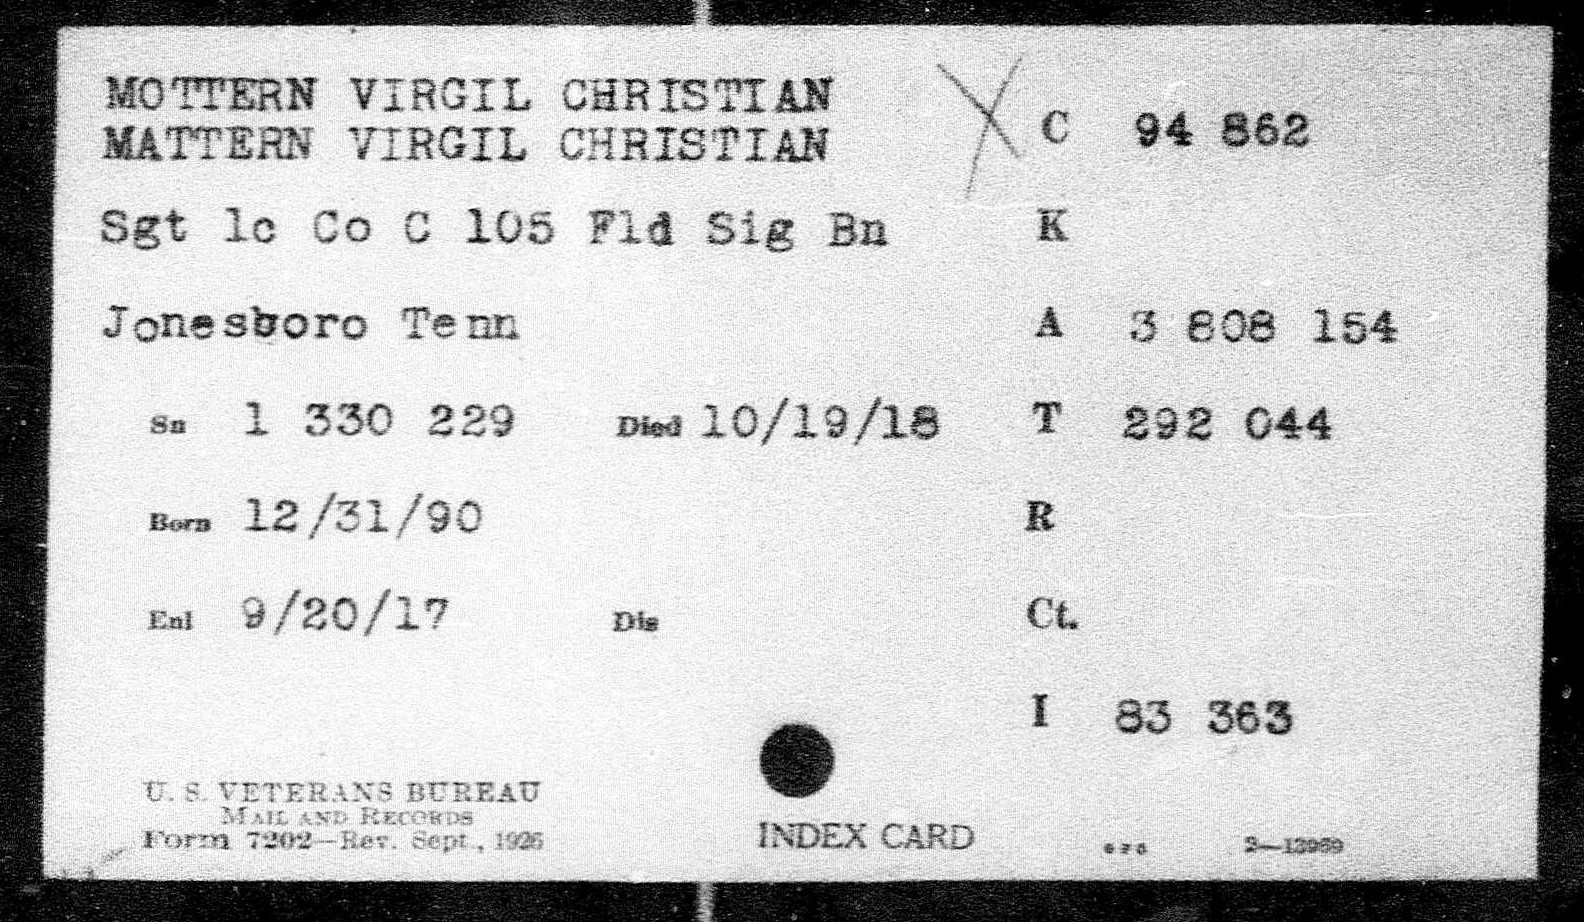 MOTTERN VIRGIL CHRISTIAN
MATTERN VIRGIL CHRISTIAN
C 94 862
Sgt 1c Co C 105 Fld Sig Bn
K
Jonesboro Tenn
A 3 808 154
Sn 1 330 229 Died 10/19/18
T 292 044
Born 12/31/90
R
Enl 9/20/17 Dis
Ct.
I 83 363
U. S. VETERANS BUREAU
MAIL AND RECORDS
Form 7202—Rev. Sept., 1926
INDEX CARD
2—13969